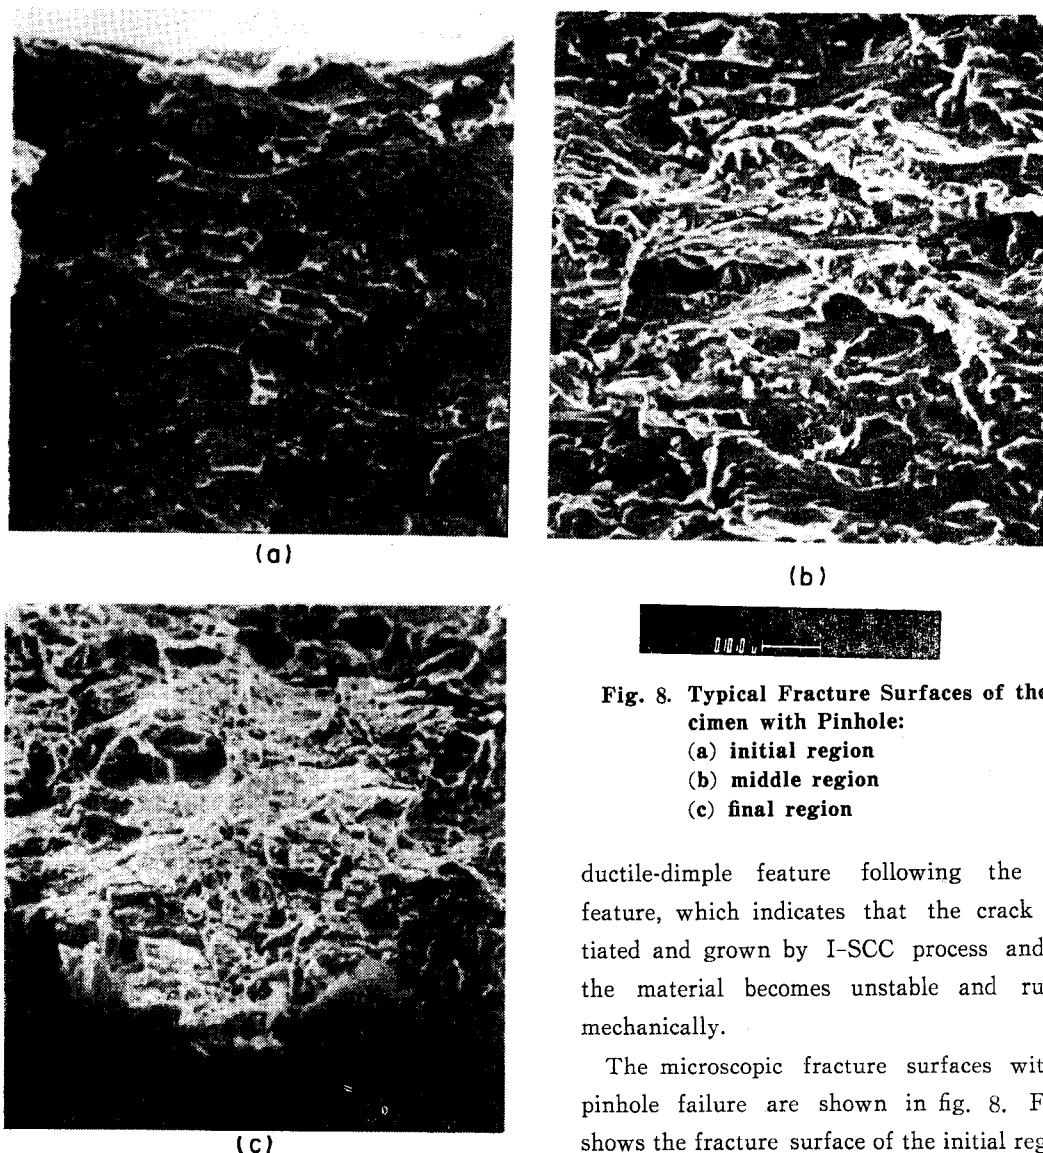 (a)
(b)
010.0 u
(c)
Fig. 8. Typical Fracture Surfaces of the
cimen with Pinhole:
(a) initial region
(b) middle region
(c) final region
ductile-dimple feature following the
feature, which indicates that the crack
tiated and grown by I-SCC process and
the material becomes unstable and ru
mechanically.
The microscopic fracture surfaces wit
pinhole failure are shown in fig. 8. F
shows the fracture surface of the initial reg